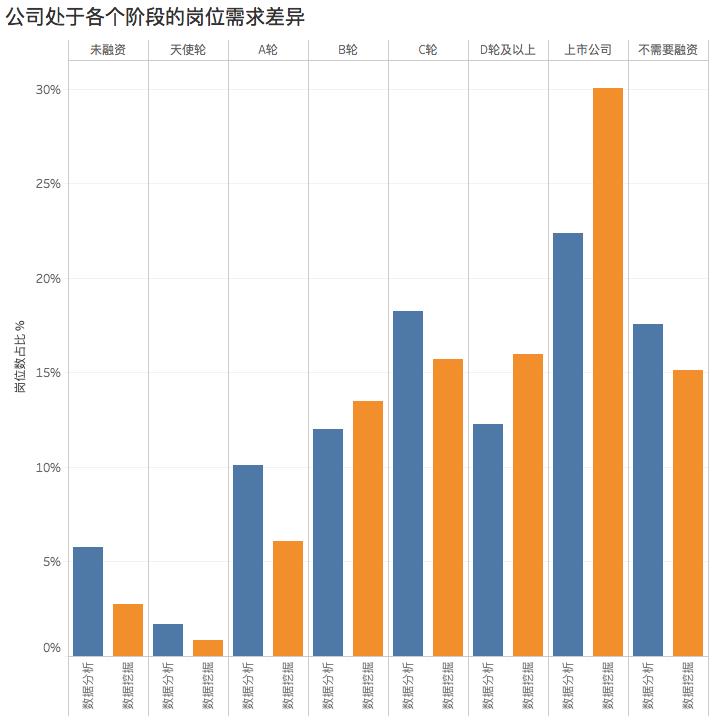 公司处于各个阶段的岗位需求差异
未融资 天使轮 A轮 B轮 C轮 D轮及以上 上市公司 不需要融资
30%
25%
20%
15%
10%
5%
0%
岗位数占比 %
数据分析 数据挖掘 数据分析 数据挖掘 数据分析 数据挖掘 数据分析 数据挖掘 数据分析 数据挖掘 数据分析 数据挖掘 数据分析 数据挖掘 数据分析 数据挖掘